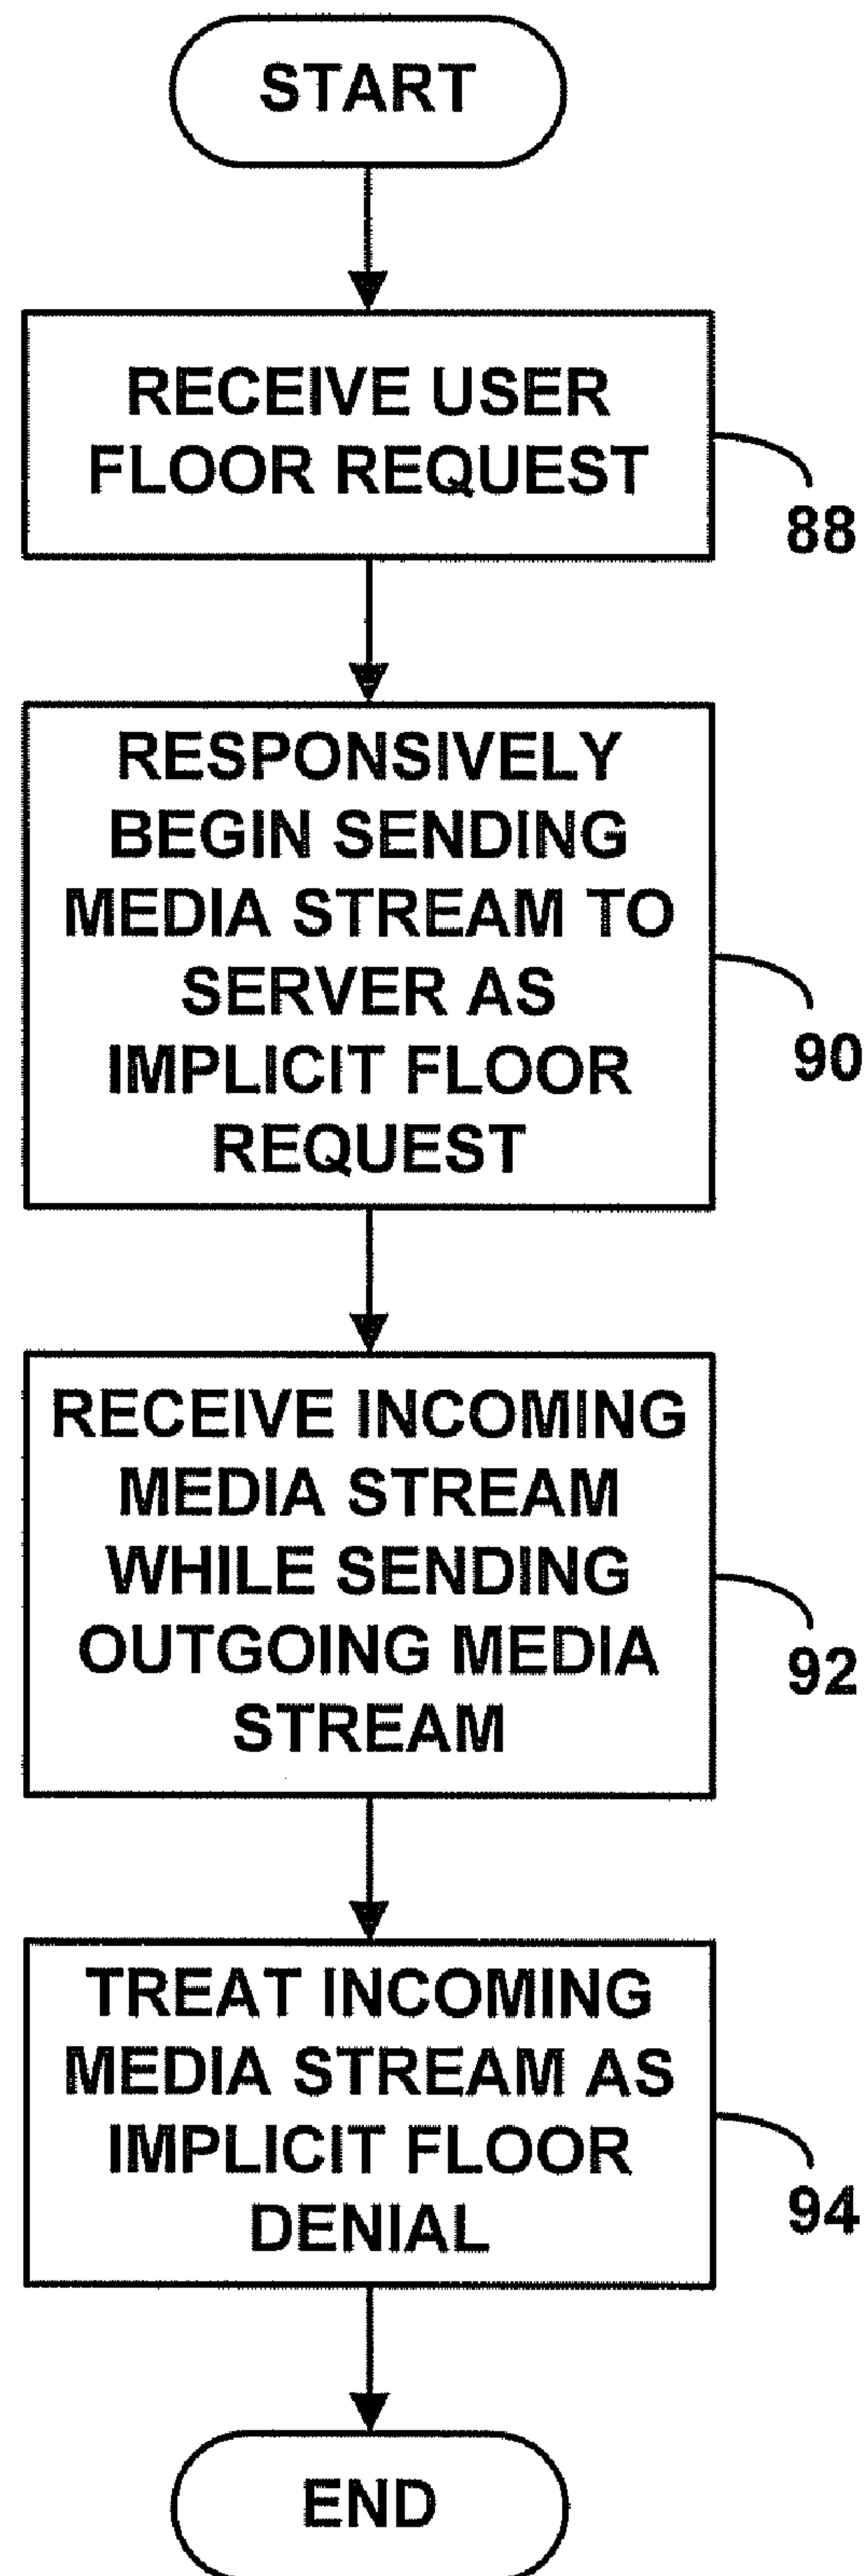 START
RECEIVE USER
FLOOR REQUEST
88
RESPONSIVELY
BEGIN SENDING
MEDIA STREAM TO
SERVER AS
IMPLICIT FLOOR
REQUEST
90
RECEIVE INCOMING
MEDIA STREAM
WHILE SENDING
OUTGOING MEDIA
STREAM
92
TREAT INCOMING
MEDIA STREAM AS
IMPLICIT FLOOR
DENIAL
94
END